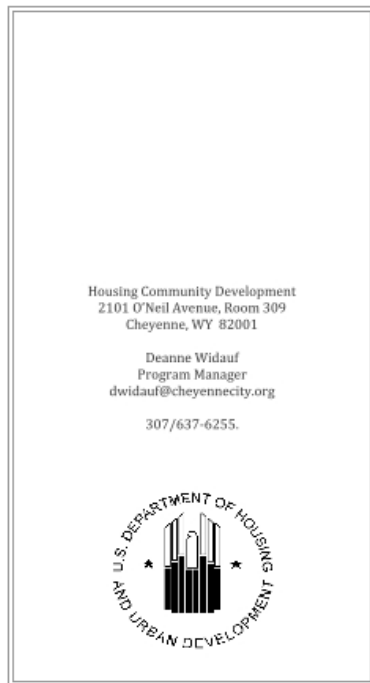 Housing Community Development
2101 O'Neil Avenue, Room 309
Cheyenne, WY 82001
Deanne Widauf
Program Manager
dwidauf@cheyennecity.org
307/637-6255.
U.S. DEPARTMENT OF HOUSING
AND URBAN DEVELOPMENT